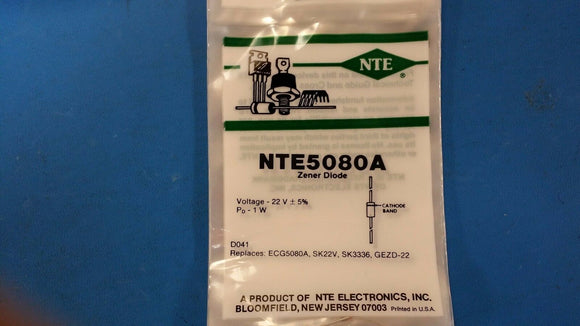 NTE
®
NTE5080A
Zener Diode
Voltage - 22 V ± 5%
PD - 1 W
CATHODE
BAND
D041
Replaces: ECG5080A, SK22V, SK3336, GEZD-22
A PRODUCT OF NTE ELECTRONICS, INC.
BLOOMFIELD, NEW JERSEY 07003 Printed in U.S.A.